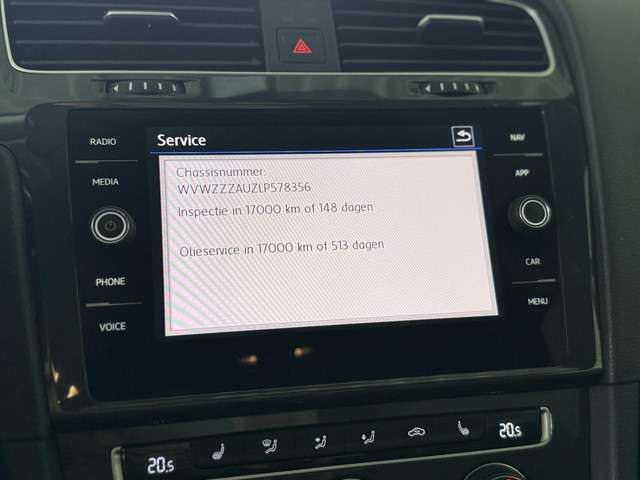 RADIO
MEDIA
PHONE
VOICE
Service
Chassisnummer:
WVWZZZAUZLP578356
Inspectie in 17000 km of 148 dagen
Olieservice in 17000 km of 513 dagen
NAV
APP
CAR
MENU
20.5
20.5